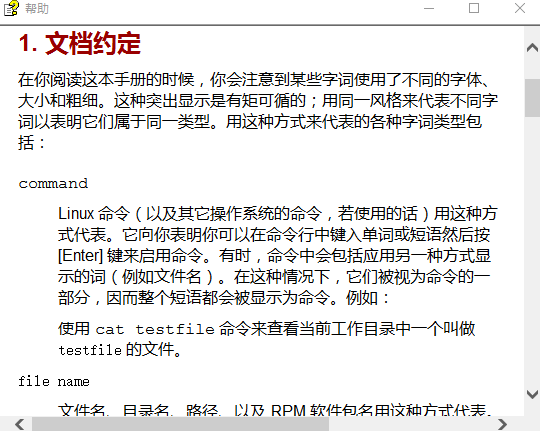 帮助
1. 文档约定
在你阅读这本手册的时候，你会注意到某些字词使用了不同的字体、
大小和粗细。这种突出显示是有矩可循的；用同一风格来代表不同字
词以表明它们属于同一类型。用这种方式来代表的各种字词类型包
括：
command
Linux 命令（以及其它操作系统的命令，若使用的话）用这种方
式代表。它向你表明你可以在命令行中键入单词或短语然后按
[Enter] 键来启用命令。有时，命令中会包括应用另一种方式显
示的词（例如文件名）。在这种情况下，它们被视为命令的一
部分，因而整个短语都会被显示为命令。例如：
使用 cat testfile 命令来查看当前工作目录中一个叫做
testfile 的文件。
file name
文件名、目录名、路径、以及 RPM 软件包名用这种方式代表。